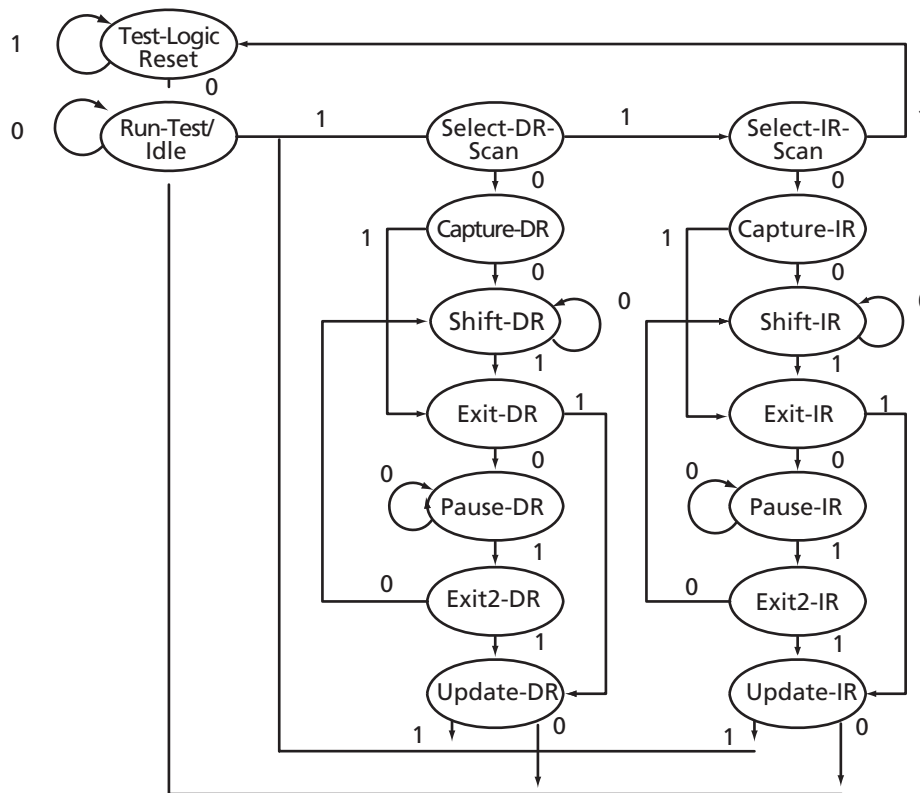 1
Test-Logic
Reset
0
0
Run-Test/
Idle
1
Select-DR-
Scan
1
Select-IR-
Scan
1
0
0
1
Capture-DR
1
Capture-IR
0
0
Shift-DR
0
Shift-IR
0
1
1
Exit-DR
1
Exit-IR
1
0
0
0
Pause-DR
0
Pause-IR
1
1
0
Exit2-DR
0
Exit2-IR
1
1
Update-DR
Update-IR
1
0
1
0